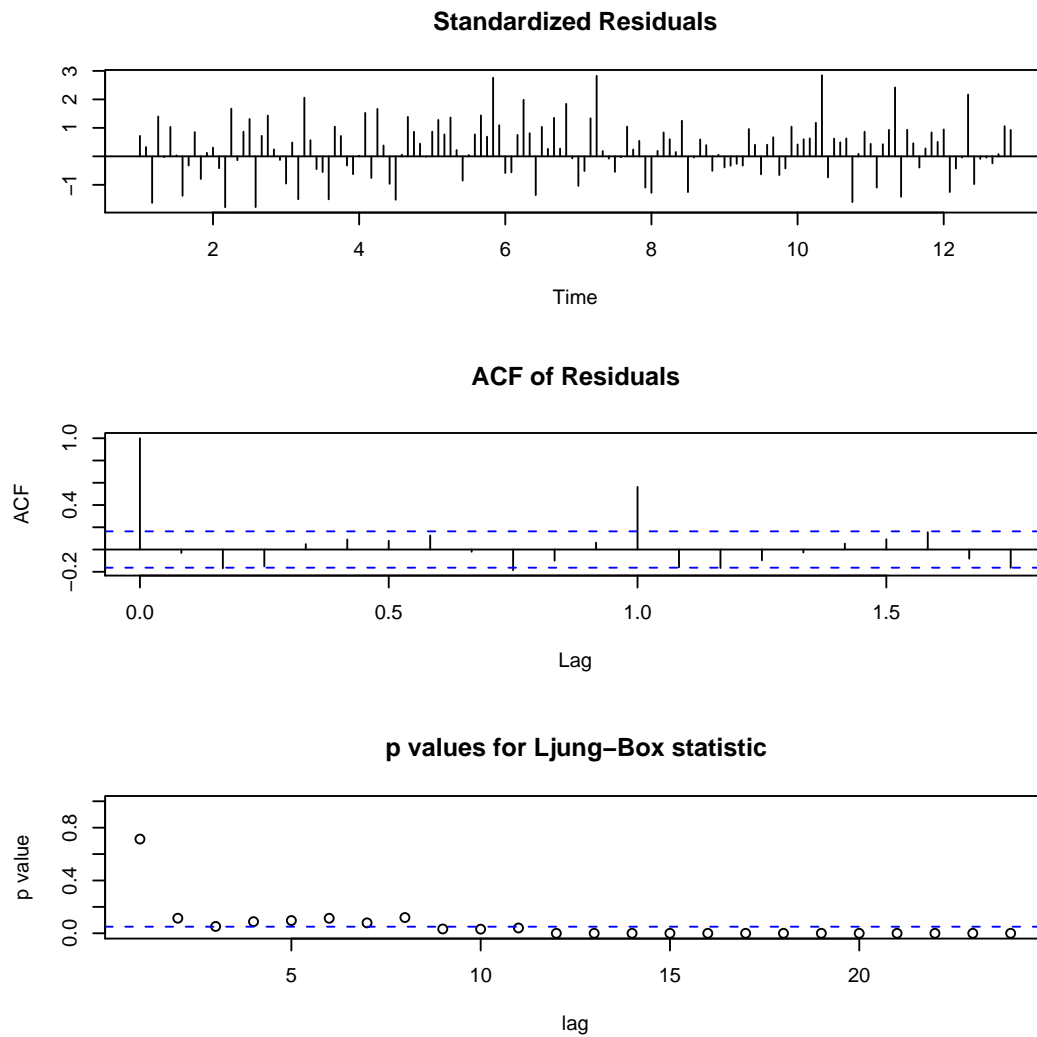 Standardized Residuals
3
2
1
−1
2 4 6 8 10 12
Time
ACF of Residuals
1.0
0.4
−0.2
ACF
0.0 0.5 1.0 1.5
Lag
p values for Ljung−Box statistic
0.8
0.4
0.0
p value
5 10 15 20
lag